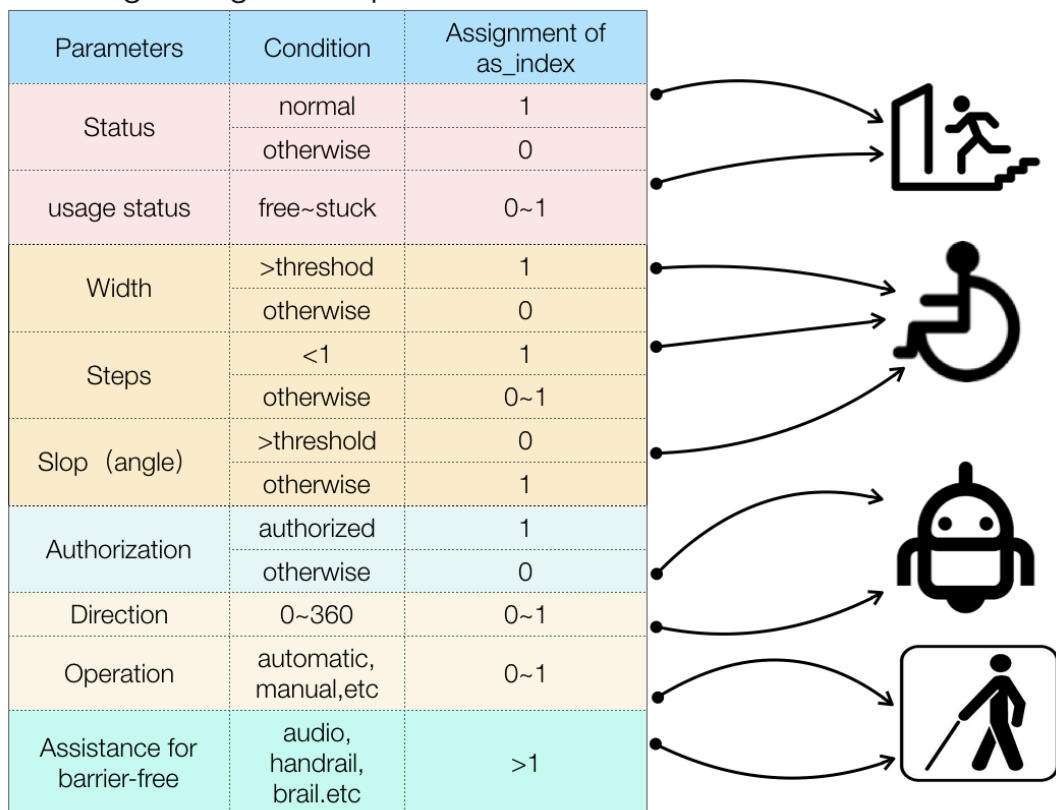 Parameters
Condition
Assignment of
as_index
Status
normal
1
otherwise
0
usage status
free~stuck
0~1
Width
>threshod
1
otherwise
0
Steps
<1
1
otherwise
0~1
Slop（angle）
>threshold
0
otherwise
1
Authorization
authorized
1
otherwise
0
Direction
0~360
0~1
Operation
automatic,
manual,etc
0~1
Assistance for
barrier-free
audio,
handrail,
brail.etc
>1